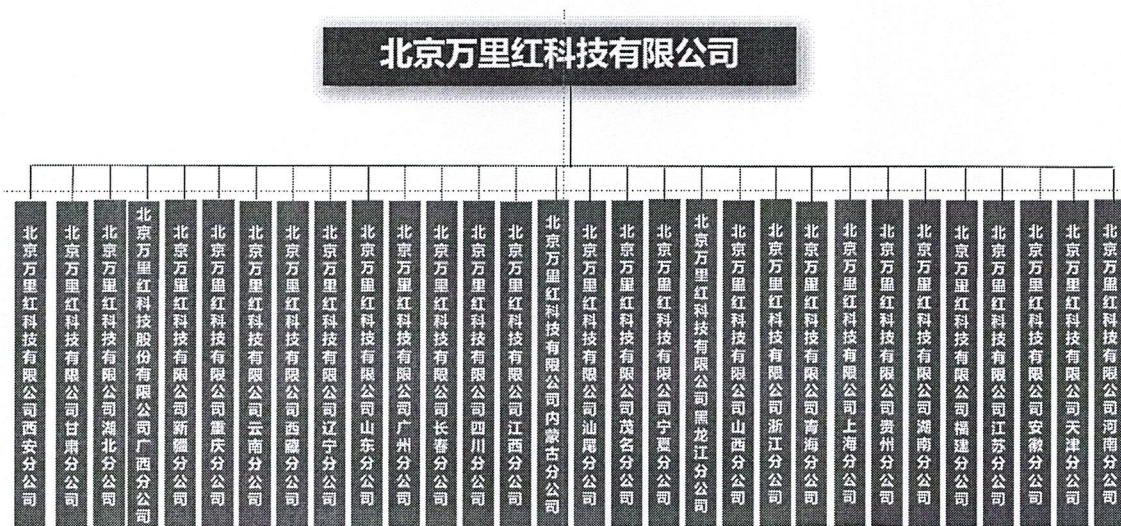 北京万里红科技有限公司
北京万里红科技有限公司西安分公司
北京万里红科技有限公司甘肃分公司
北京万里红科技有限公司湖北分公司
北京万里红科技股份有限公司广西分公司
北京万里红科技有限公司新疆分公司
北京万里红科技有限公司重庆分公司
北京万里红科技有限公司云南分公司
北京万里红科技有限公司西藏分公司
北京万里红科技有限公司辽宁分公司
北京万里红科技有限公司山东分公司
北京万里红科技有限公司广州分公司
北京万里红科技有限公司长春分公司
北京万里红科技有限公司四川分公司
北京万里红科技有限公司江西分公司
北京万里红科技有限公司内蒙古分公司
北京万里红科技有限公司汕尾分公司
北京万里红科技有限公司茂名分公司
北京万里红科技有限公司宁夏分公司
北京万里红科技有限公司黑龙江分公司
北京万里红科技有限公司山西分公司
北京万里红科技有限公司浙江分公司
北京万里红科技有限公司青海分公司
北京万里红科技有限公司上海分公司
北京万里红科技有限公司贵州分公司
北京万里红科技有限公司湖南分公司
北京万里红科技有限公司福建分公司
北京万里红科技有限公司江苏分公司
北京万里红科技有限公司安徽分公司
北京万里红科技有限公司天津分公司
北京万里红科技有限公司河南分公司